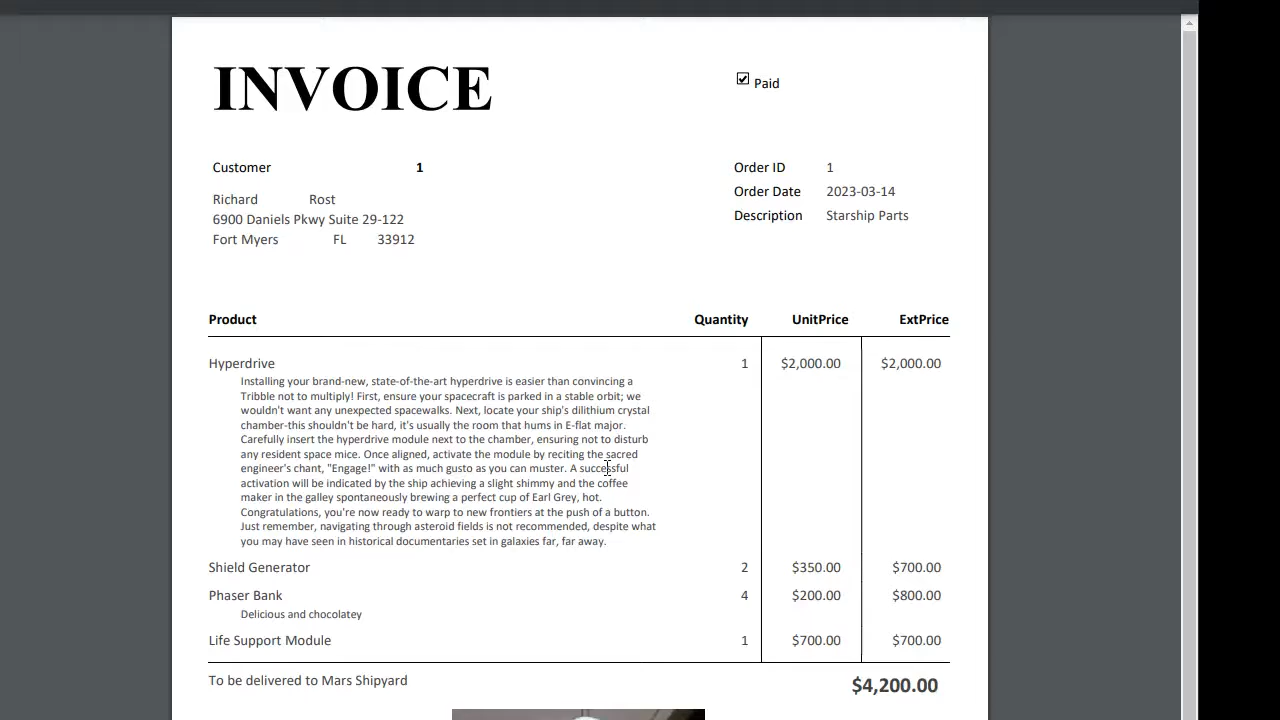 INVOICE
Paid
Customer 1
Order ID 1
Richard Rost
Order Date 2023-03-14
6900 Daniels Pkwy Suite 29-122
Description Starship Parts
Fort Myers FL 33912
Product Quantity UnitPrice ExtPrice
Hyperdrive 1 $2,000.00 $2,000.00
Installing your brand-new, state-of-the-art hyperdrive is easier than convincing a
Tribble not to multiply! First, ensure your spacecraft is parked in a stable orbit; we
wouldn't want any unexpected spacewalks. Next, locate your ship's dilithium crystal
chamber-this shouldn't be hard, it's usually the room that hums in E-flat major.
Carefully insert the hyperdrive module next to the chamber, ensuring not to disturb
any resident space mice. Once aligned, activate the module by reciting the sacred
engineer's chant, "Engage!" with as much gusto as you can muster. A successful
activation will be indicated by the ship achieving a slight shimmy and the coffee
maker in the galley spontaneously brewing a perfect cup of Earl Grey, hot.
Congratulations, you're now ready to warp to new frontiers at the push of a button.
Just remember, navigating through asteroid fields is not recommended, despite what
you may have seen in historical documentaries set in galaxies far, far away.
Shield Generator 2 $350.00 $700.00
Phaser Bank 4 $200.00 $800.00
Delicious and chocolatey
Life Support Module 1 $700.00 $700.00
To be delivered to Mars Shipyard $4,200.00